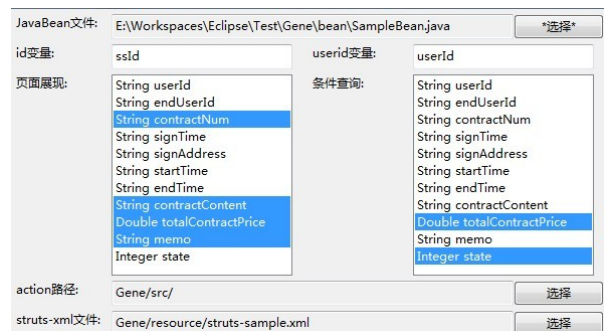 JavaBean文件: E:\Workspaces\Eclipse\Test\Gene\bean\SampleBean.java *选择*
id变量: ssId userid变量: userId
页面展现: 条件查询:
String userId String userId
String endUserId String endUserId
String contractNum String contractNum
String signTime String signTime
String signAddress String signAddress
String startTime String startTime
String endTime String endTime
String contractContent String contractContent
Double totalContractPrice Double totalContractPrice
String memo String memo
Integer state Integer state
action路径: Gene/src/ 选择
struts-xml文件: Gene/resource/struts-sample.xml 选择